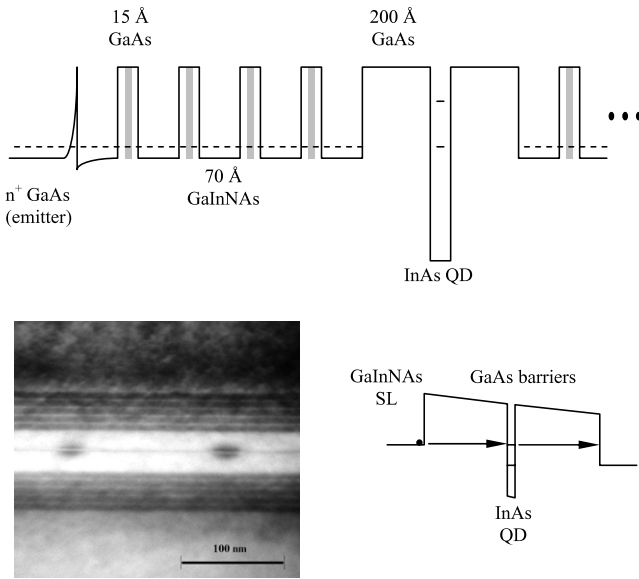 15 Å
GaAs
200 Å
GaAs
70 Å
GaInNAs
n⁺ GaAs
(emitter)
InAs QD
100 nm
GaInNAs
SL
GaAs barriers
InAs
QD